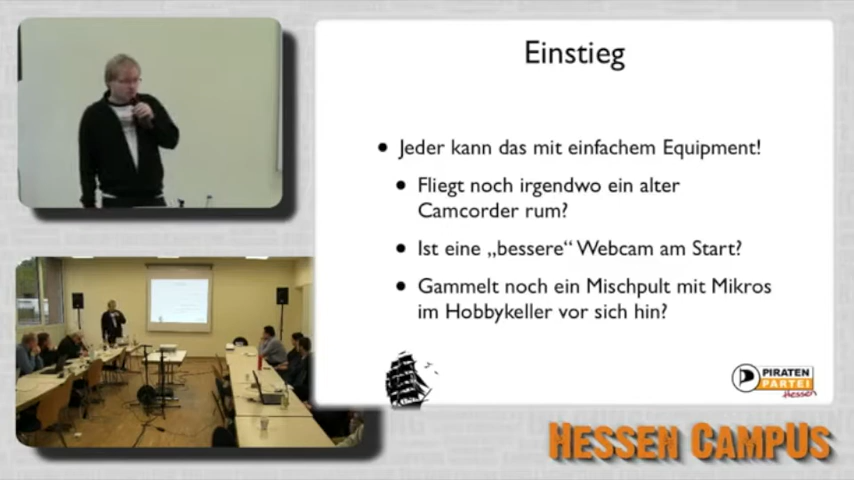 Einstieg
• Jeder kann das mit einfachem Equipment!
• Fliegt noch irgendwo ein alter
Camcorder rum?
• Ist eine „bessere“ Webcam am Start?
• Gammelt noch ein Mischpult mit Mikros
im Hobbykeller vor sich hin?
PIRATEN
PARTEI
Hessen
HESSEN CAMPUS